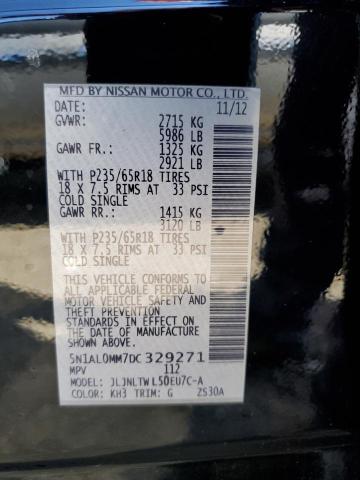 MFD BY NISSAN MOTOR CO., LTD.
DATE: 11/12
GVWR: 2715 KG
5986 LB
GAWR FR.: 1325 KG
2921 LB
WITH P235/65R18 TIRES
18 X 7.5 RIMS AT 33 PSI
COLD SINGLE
GAWR RR.: 1415 KG
3120 LB
WITH P235/65R18 TIRES
18 X 7.5 RIMS AT 33 PSI
COLD SINGLE
THIS VEHICLE CONFORMS TO
ALL APPLICABLE FEDERAL
MOTOR VEHICLE SAFETY AND
THEFT PREVENTION
STANDARDS IN EFFECT ON
THE DATE OF MANUFACTURE
SHOWN ABOVE.
5N1AL0MM7DC329271
MPV 112
MODEL: JLJNLTWL50EU7C-A
COLOR: KH3 TRIM: G ZS30A